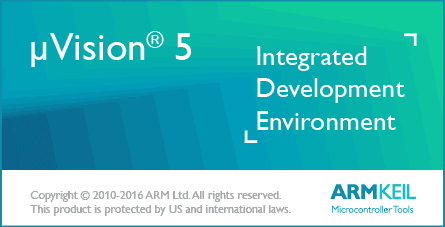 µVision® 5
Integrated
Development
Environment
Copyright © 2010-2016 ARM Ltd. All rights reserved.
This product is protected by US and international laws.
ARMKEIL
Microcontroller Tools